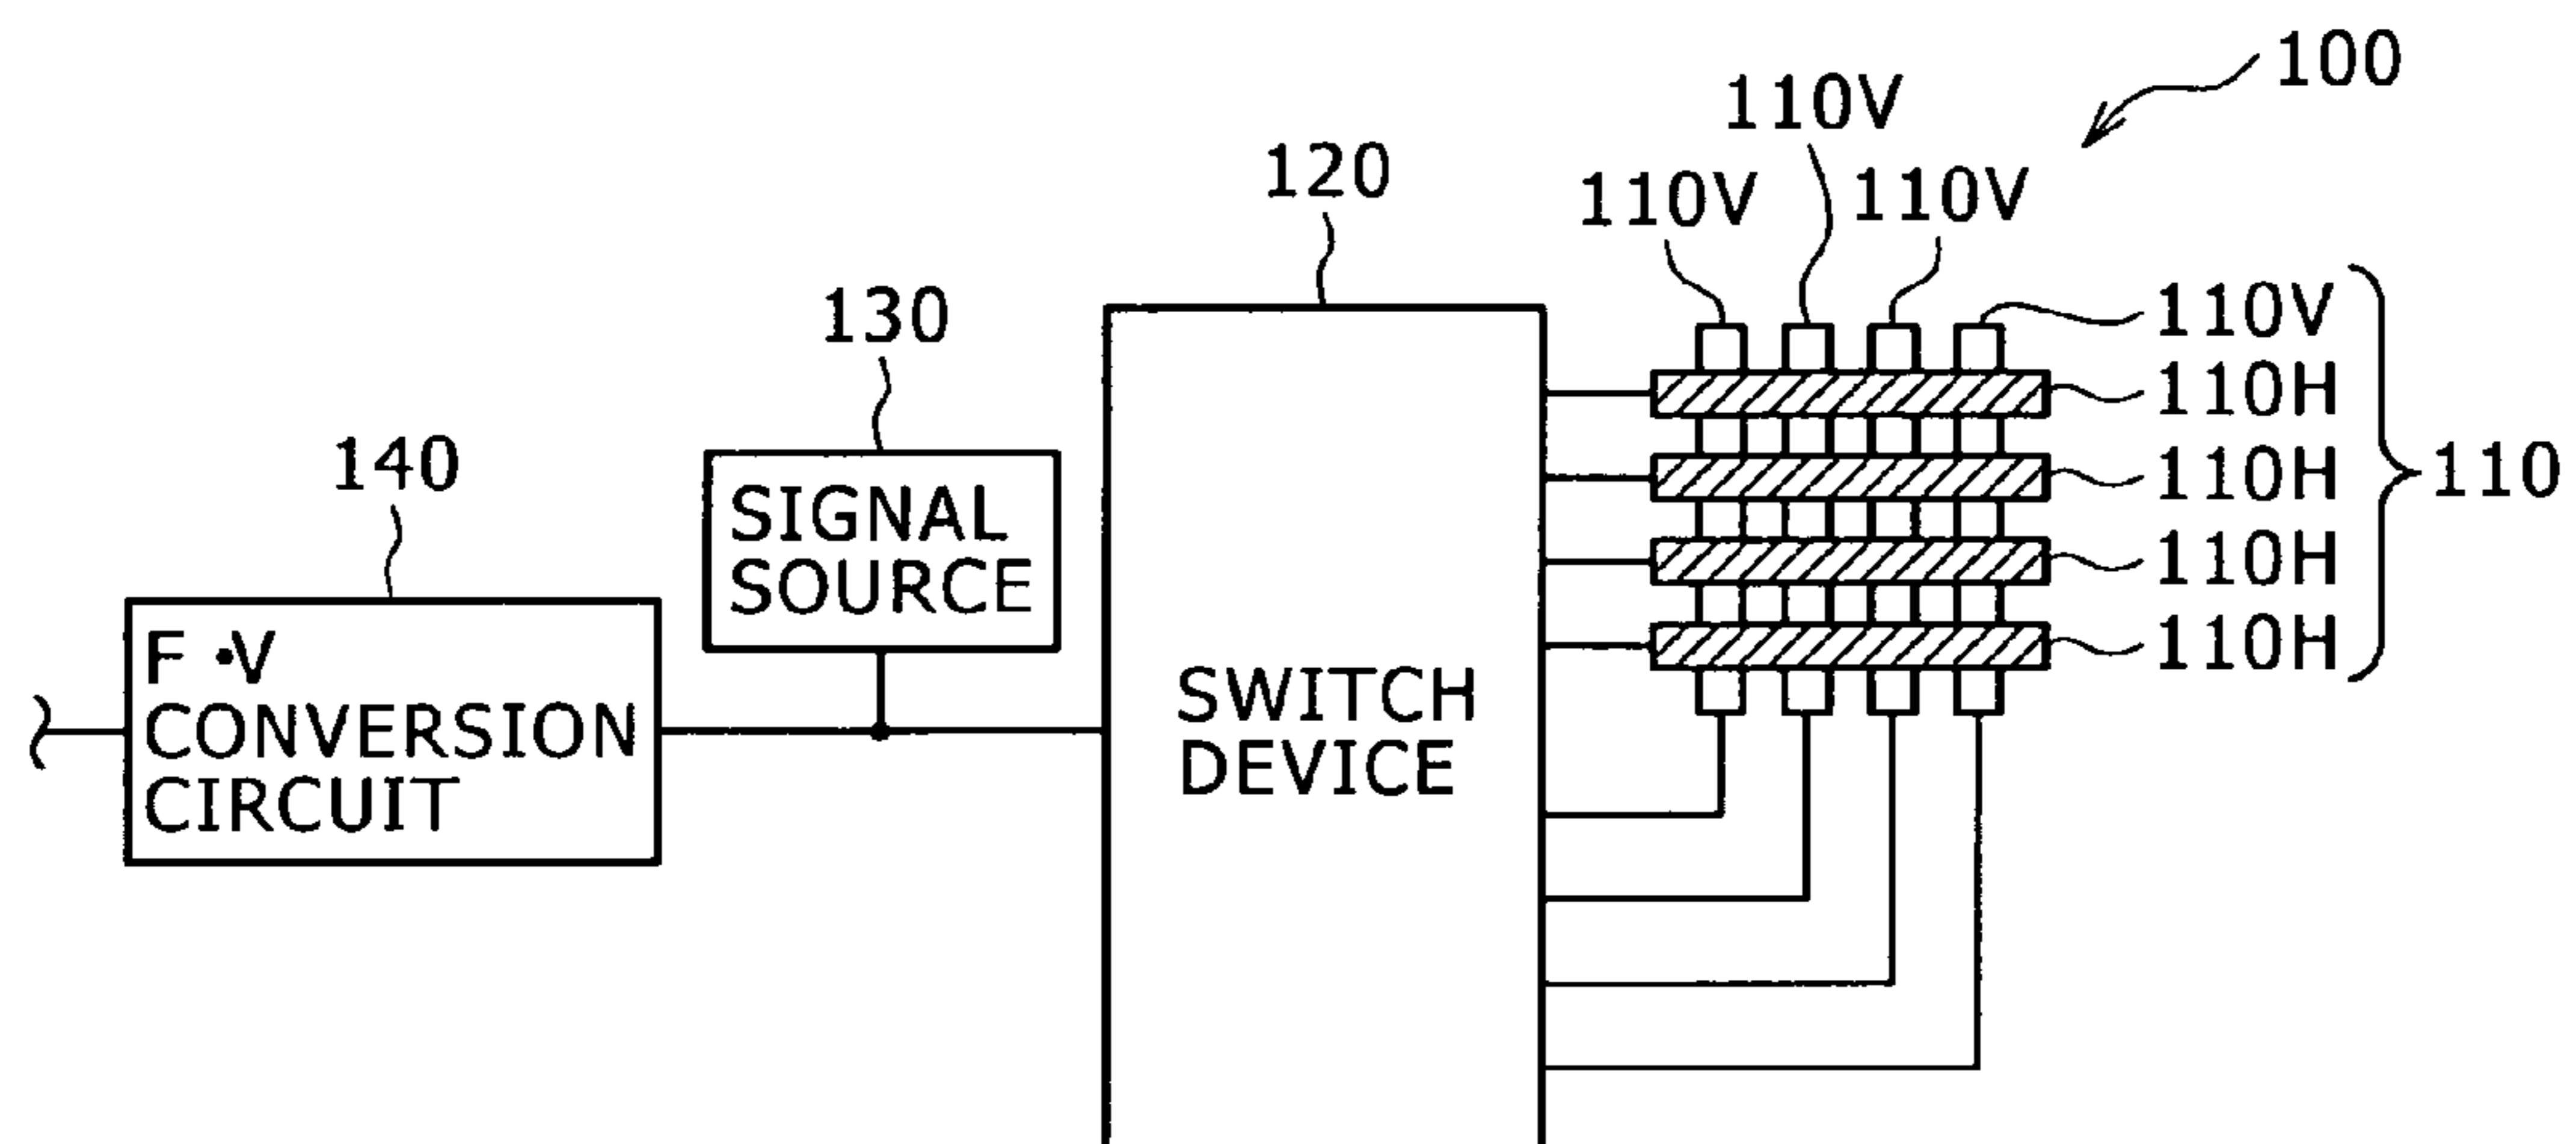 100
110V
120
110V
110V
130
110V
110H
140
110H
110
110H
110H
SIGNAL
SOURCE
F ·V
CONVERSION
CIRCUIT
SWITCH
DEVICE